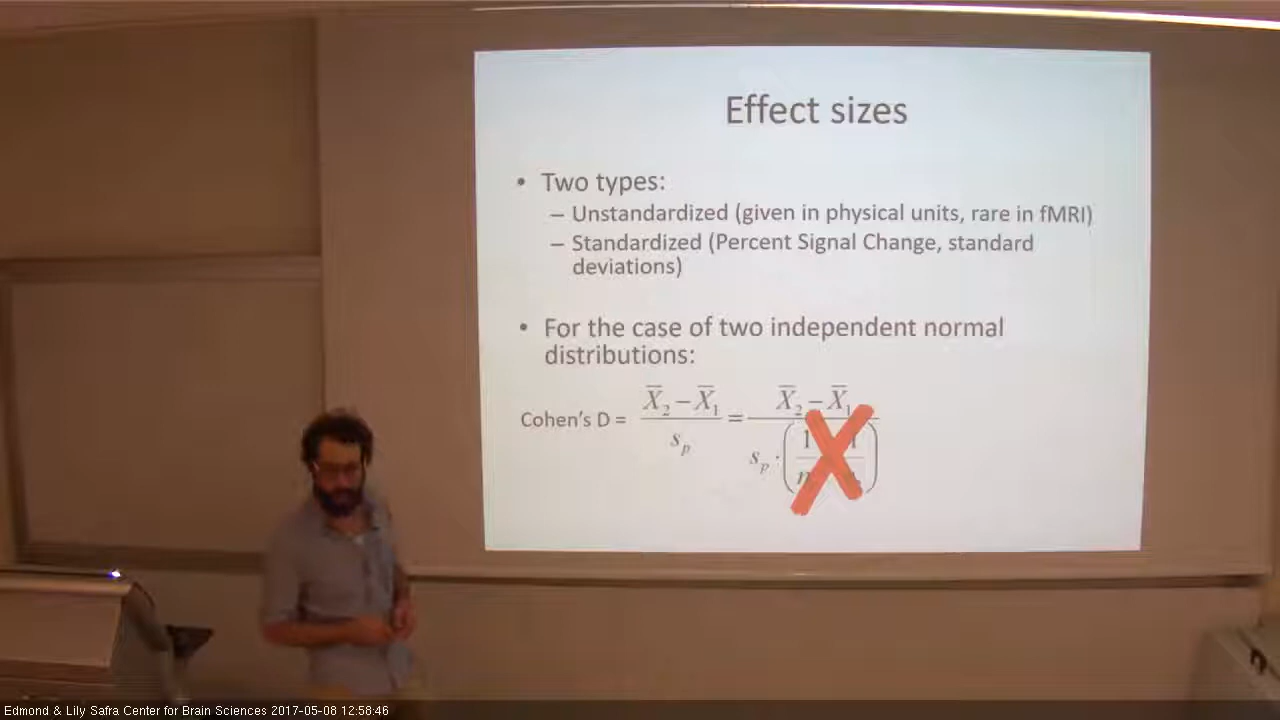 Effect sizes
• Two types:
– Unstandardized (given in physical units, rare in fMRI)
– Standardized (Percent Signal Change, standard
deviations)
• For the case of two independent normal
distributions:
Cohen's D = (X̄₂ − X̄₁) / sₚ = (X̄₂ − X̄₁) / sₚ · (1 1
Edmond & Lily Safra Center for Brain Sciences 2017-05-08 12:58:46